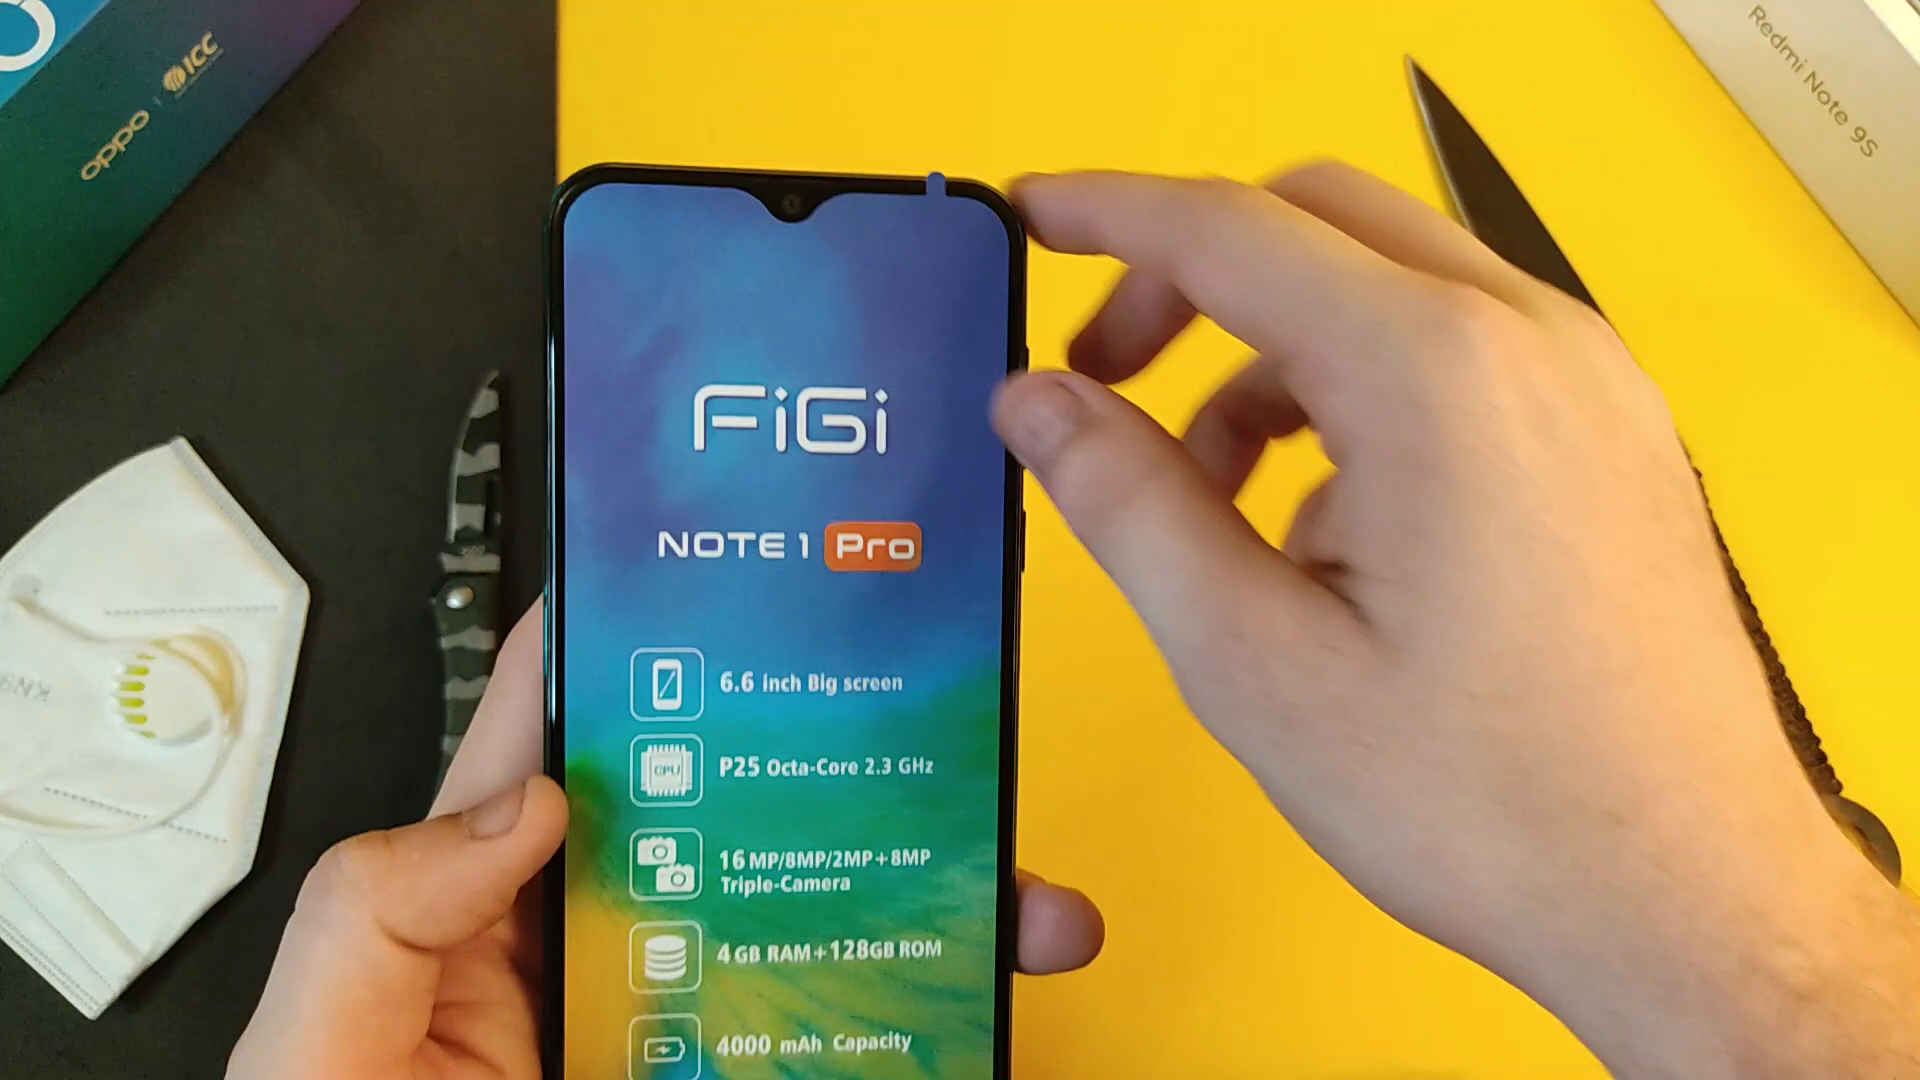 oppo
ICC
Redmi Note 9S
FiGi
NOTE 1 Pro
6.6 inch Big screen
CPU
P25 Octa-Core 2.3 GHz
16 MP/8MP/2MP+8MP
Triple-Camera
4 GB RAM+128GB ROM
4000 mAh Capacity